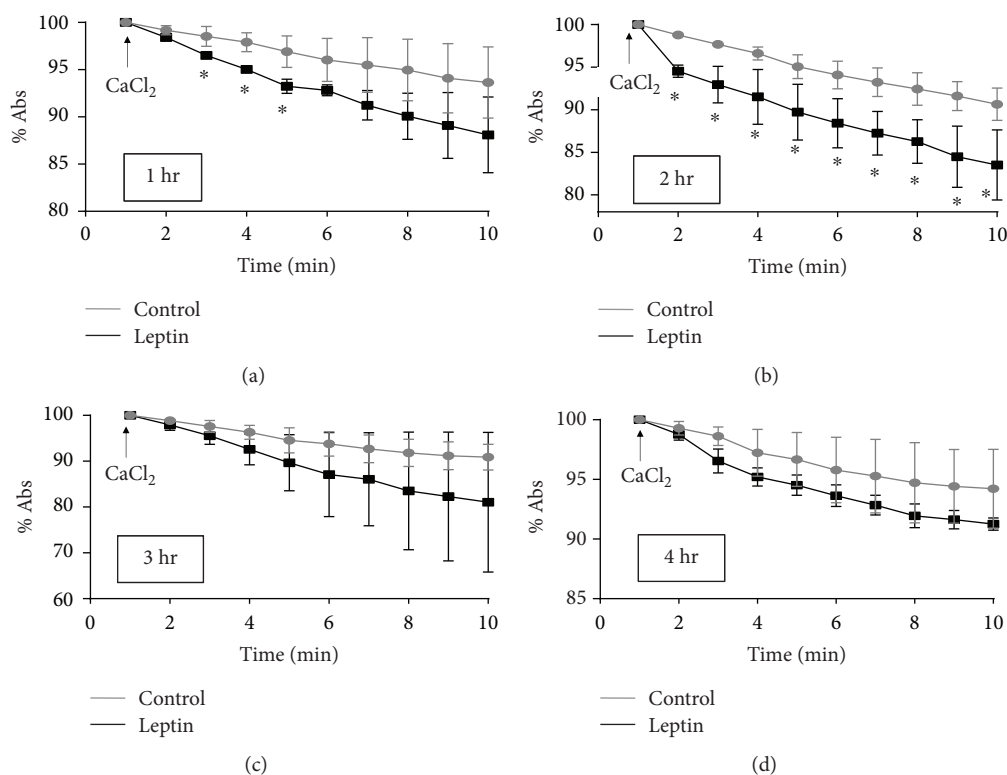 100
95
90
85
80
% Abs
CaCl2
1 hr
0 2 4 6 8 10
Time (min)
Control
Leptin
(a)
100
95
90
85
80
% Abs
CaCl2
2 hr
* * * * * * * * *
0 2 4 6 8 10
Time (min)
Control
Leptin
(b)
100
90
80
70
60
% Abs
CaCl2
3 hr
0 2 4 6 8 10
Time (min)
Control
Leptin
(c)
100
95
90
85
% Abs
CaCl2
4 hr
0 2 4 6 8 10
Time (min)
Control
Leptin
(d)